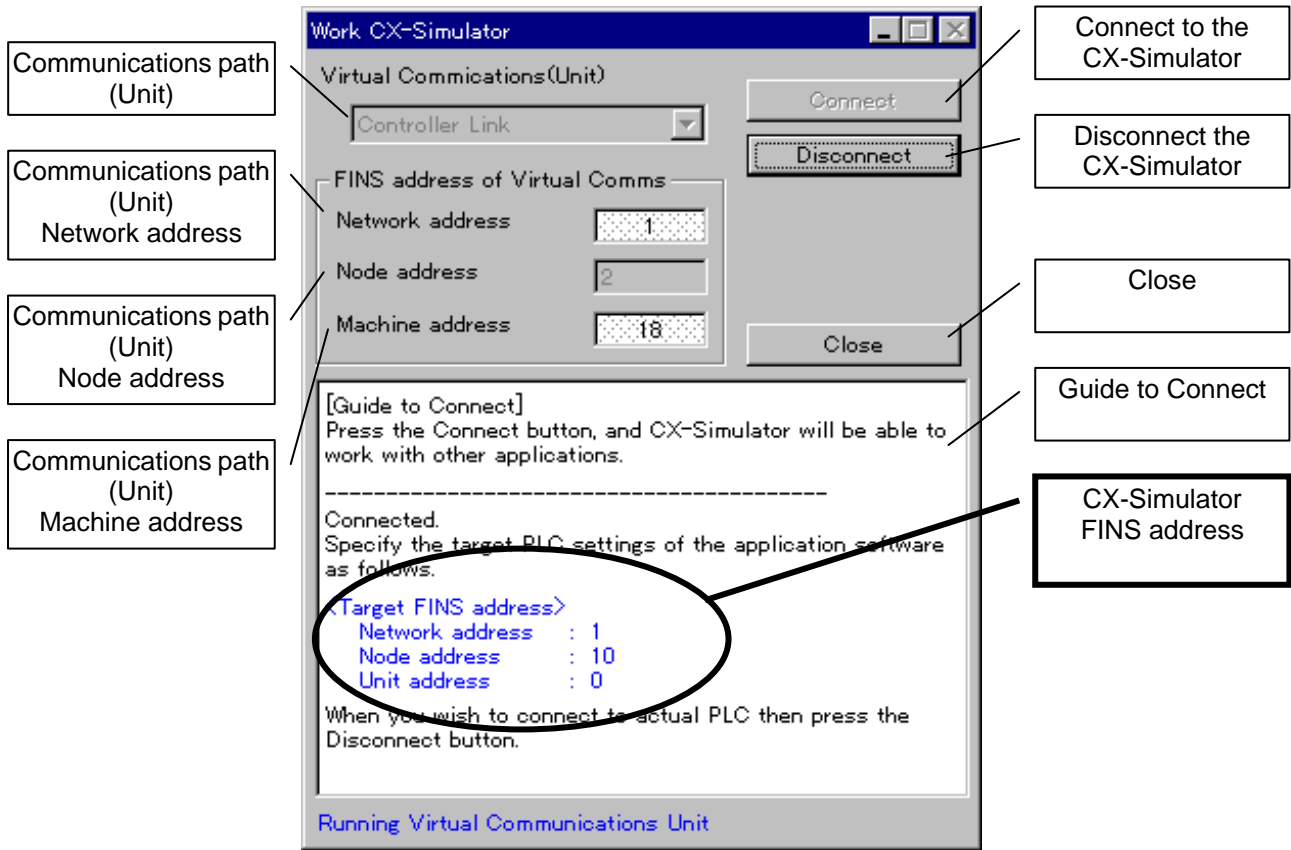 Work CX-Simulator
Virtual Commications(Unit)
Controller Link
Connect
Disconnect
FINS address of Virtual Comms
Network address
1
Node address
2
Machine address
18
Close
[Guide to Connect]
Press the Connect button, and CX-Simulator will be able to
work with other applications.
-----------------------------------------
Connected.
Specify the target PLC settings of the application software
as follows.
<Target FINS address>
Network address : 1
Node address : 10
Unit address : 0
When you wish to connect to actual PLC then press the
Disconnect button.
Running Virtual Communications Unit
Communications path
(Unit)
Communications path
(Unit)
Network address
Communications path
(Unit)
Node address
Communications path
(Unit)
Machine address
Connect to the
CX-Simulator
Disconnect the
CX-Simulator
Close
Guide to Connect
CX-Simulator
FINS address